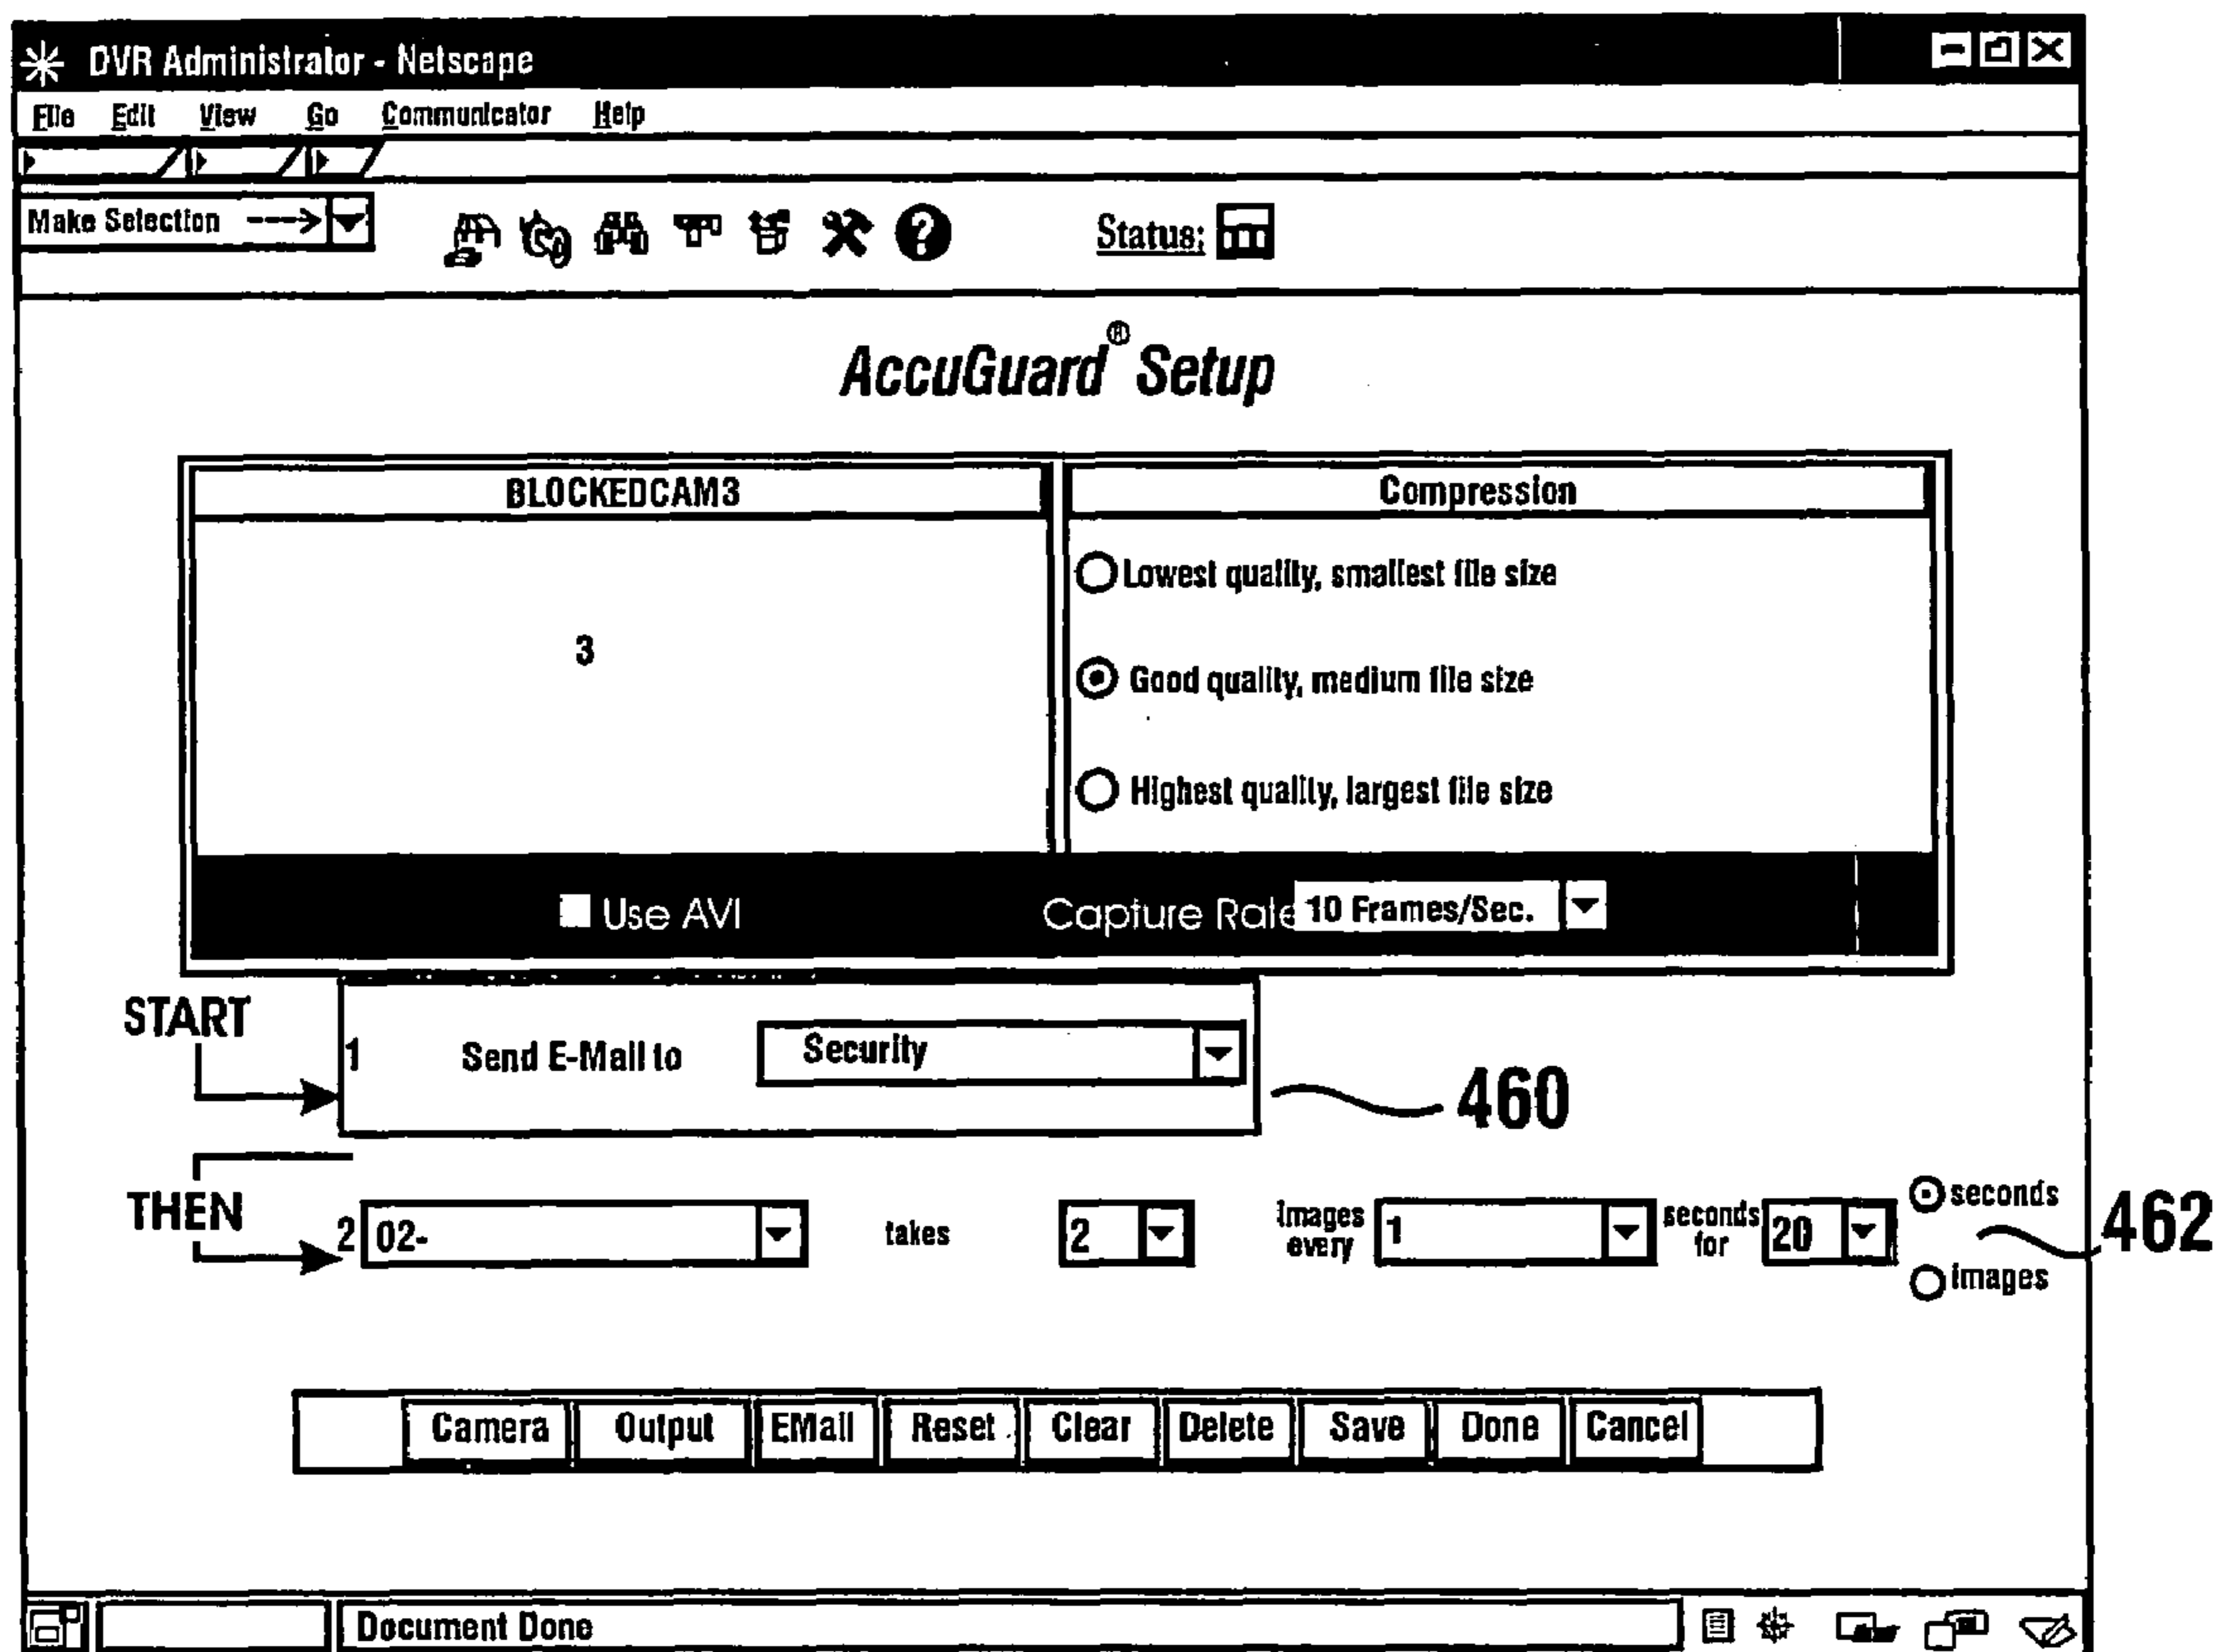 DVR Administrator - Netscape
File Edit View Go Communicator Help
Make Selection --->
Status:
AccuGuard® Setup
BLOCKEDCAM3 Compression
Lowest quality, smallest file size
3
Good quality, medium file size
Highest quality, largest file size
Use AVI Capture Rate 10 Frames/Sec.
START
1 Send E-Mail to Security
460
THEN
2 02- takes 2 images every 1 seconds for 20 seconds
images
462
Camera Output EMail Reset Clear Delete Save Done Cancel
Document Done